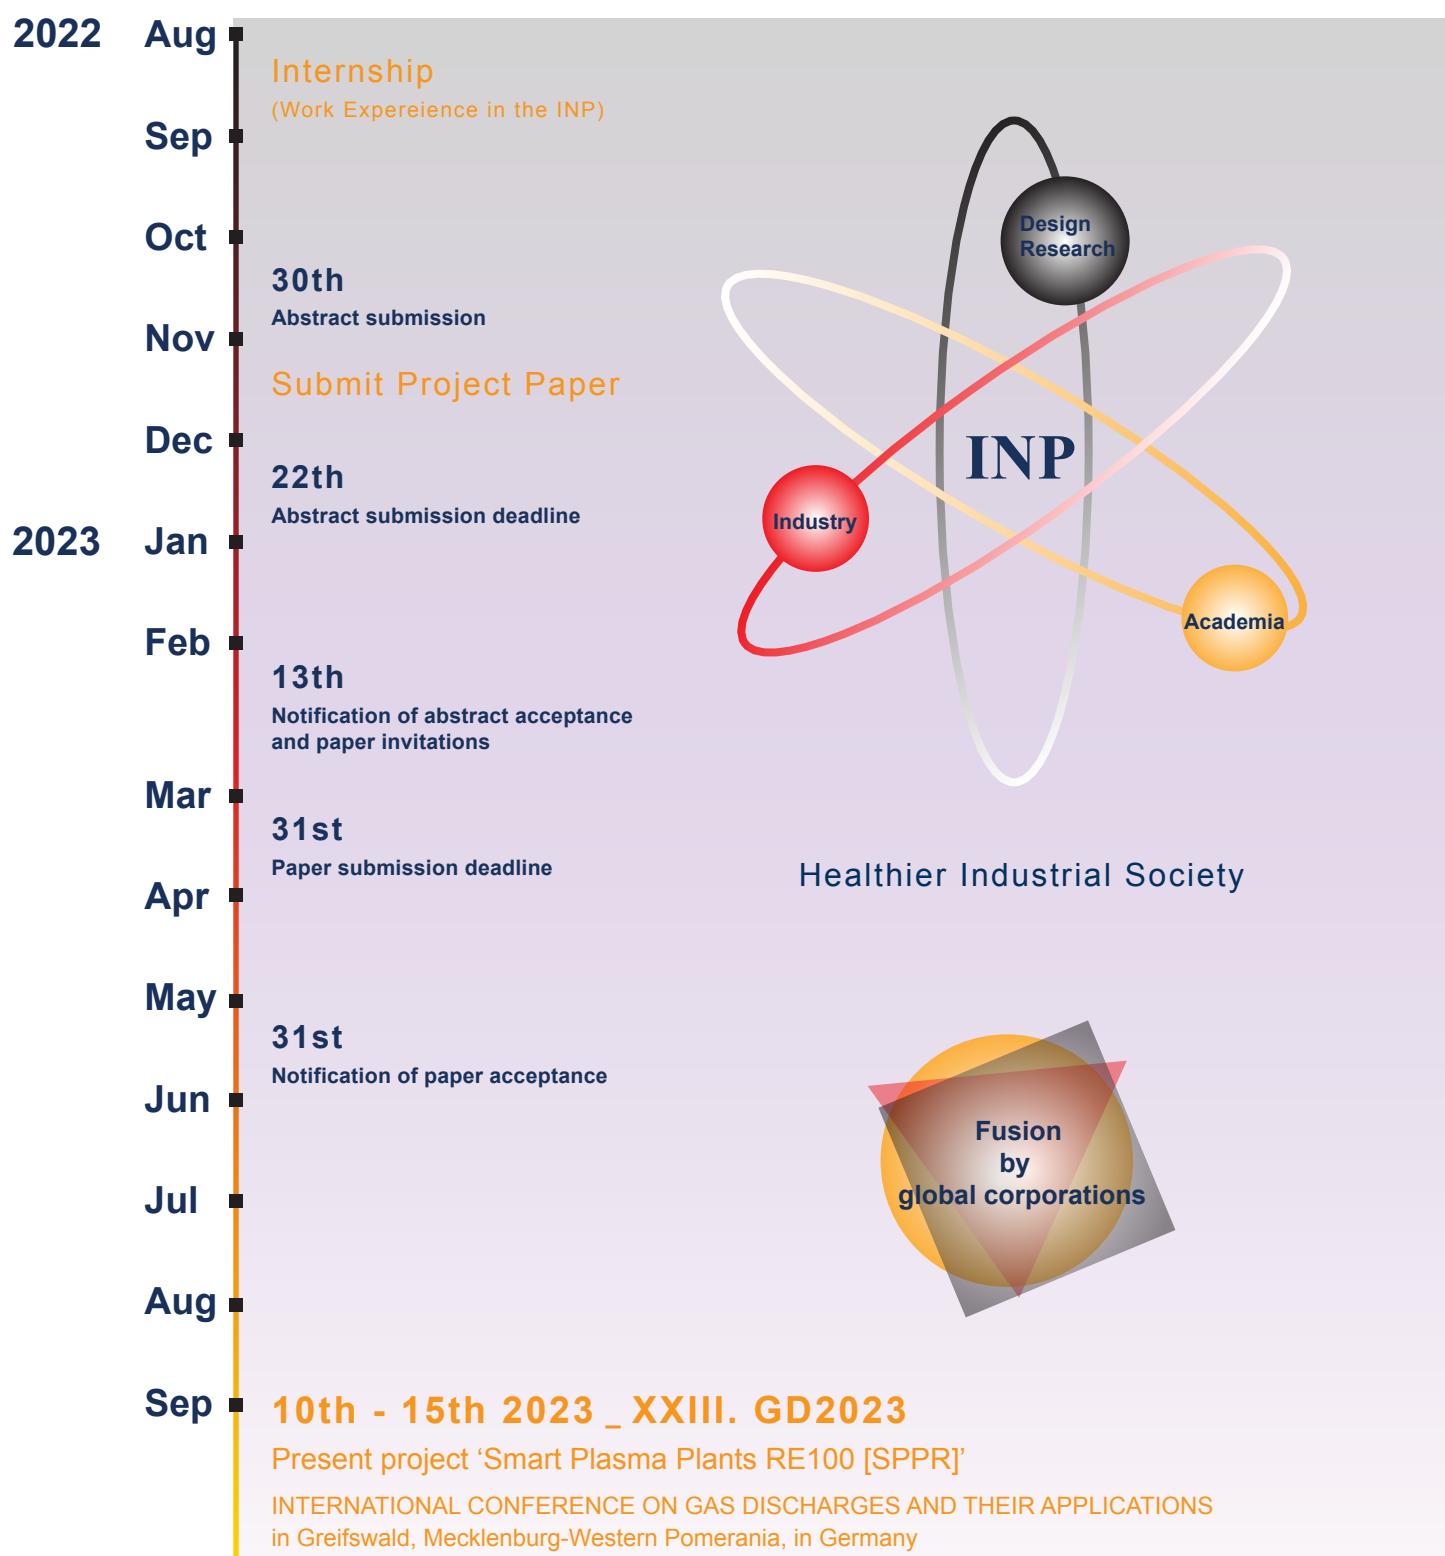 2022 Aug
Internship
(Work Expereience in the INP)
Sep
Oct
30th
Abstract submission
Nov
Submit Project Paper
Dec
22th
Abstract submission deadline
2023 Jan
Feb
13th
Notification of abstract acceptance
and paper invitations
Mar
31st
Paper submission deadline
Apr
May
31st
Notification of paper acceptance
Jun
Jul
Aug
Sep
10th - 15th 2023 _ XXIII. GD2023
Present project ‘Smart Plasma Plants RE100 [SPPR]’
INTERNATIONAL CONFERENCE ON GAS DISCHARGES AND THEIR APPLICATIONS
in Greifswald, Mecklenburg-Western Pomerania, in Germany
Design
Research
INP
Industry
Academia
Healthier Industrial Society
Fusion
by
global corporations